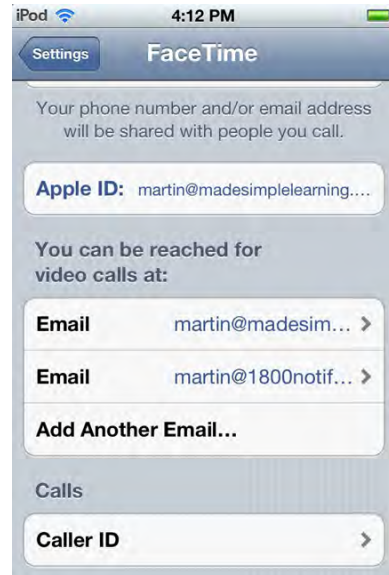 iPod 4:12 PM
Settings FaceTime
Your phone number and/or email address
will be shared with people you call.
Apple ID: martin@madesimplelearning....
You can be reached for
video calls at:
Email martin@madesim...
Email martin@1800notif...
Add Another Email...
Calls
Caller ID